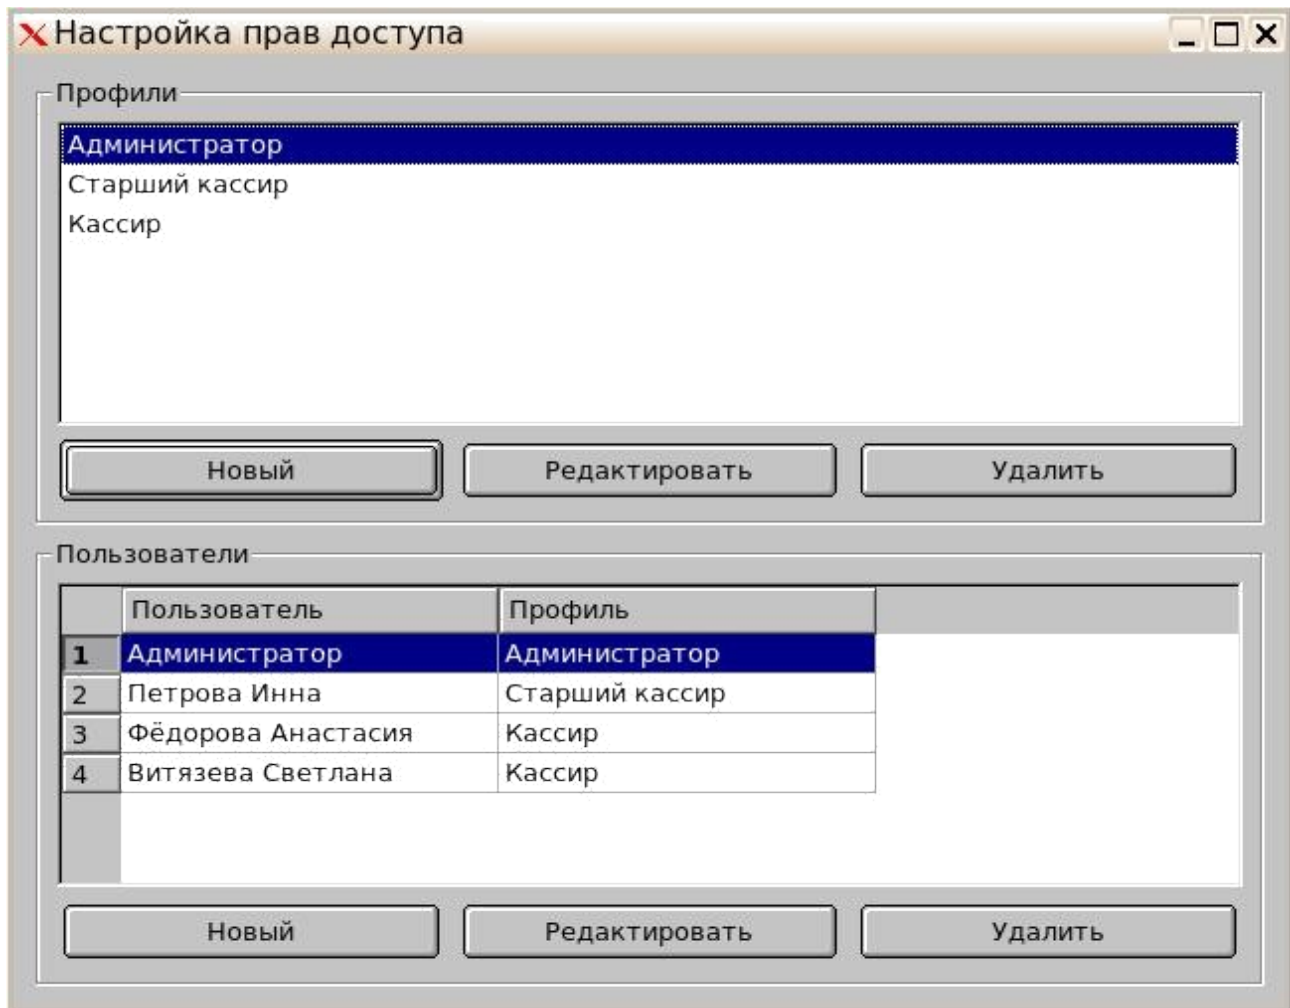 Настройка прав доступа
Профили
Администратор
Старший кассир
Кассир
Новый Редактировать Удалить
Пользователи
Пользователь Профиль
1 Администратор Администратор
2 Петрова Инна Старший кассир
3 Фёдорова Анастасия Кассир
4 Витязева Светлана Кассир
Новый Редактировать Удалить